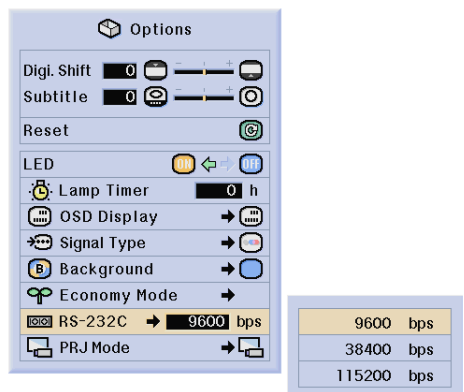 Options
Digi. Shift 0 - +
Subtitle 0 - +
Reset
LED ON OFF
Lamp Timer 0 h
OSD Display
Signal Type
B Background
Economy Mode
RS-232C 9600 bps
PRJ Mode
9600 bps
38400 bps
115200 bps